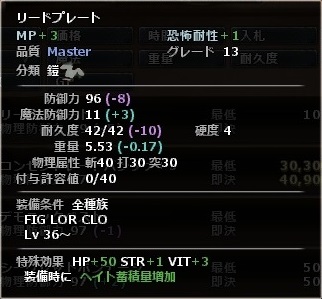 リードプレート
MP+3 恐怖耐性+1
品質 Master グレード 13
分類 鎧
防御力 96 (-8)
魔法防御力 11 (+3)
耐久度 42/42 (-10) 硬度 4
重量 5.53 (-0.17)
物理属性 斬40 打30 突30
付与許容値 0/40
装備条件 全種族
FIG LOR CLO
Lv 36～
特殊効果 HP+50 STR+1 VIT+3
装備時に ヘイト蓄積量増加